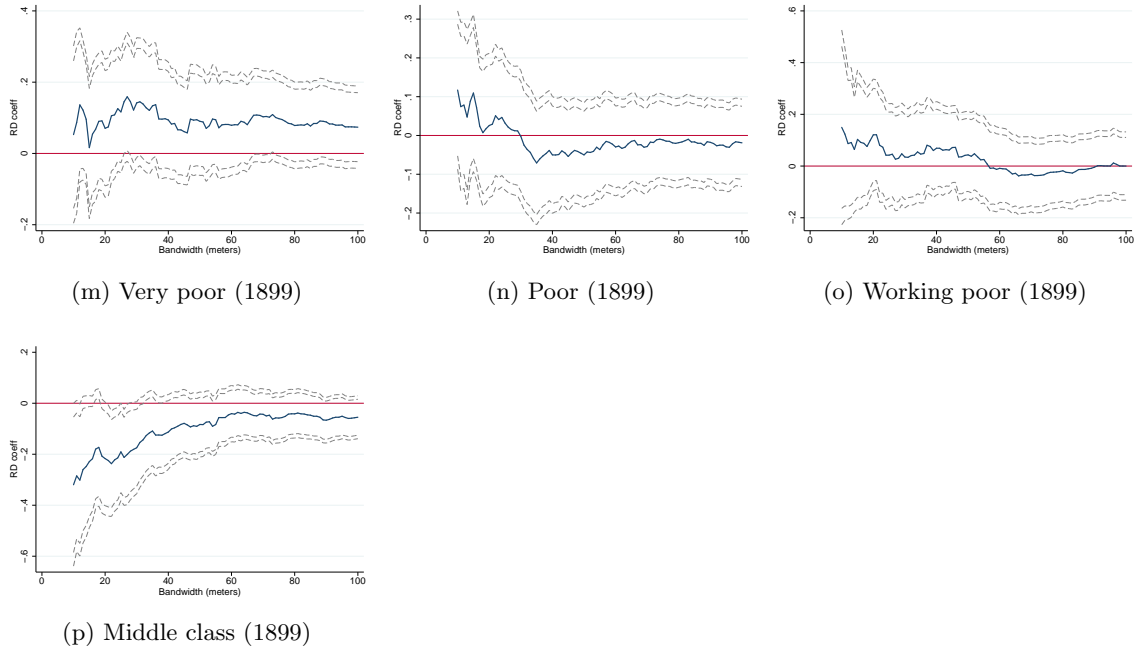 .4
.2
0
-.2
RD coeff
0 20 40 60 80 100
Bandwidth (meters)
(m) Very poor (1899)
.3
.2
.1
0
-.1
-.2
RD coeff
0 20 40 60 80 100
Bandwidth (meters)
(n) Poor (1899)
.6
.4
.2
0
-.2
RD coeff
0 20 40 60 80 100
Bandwidth (meters)
(o) Working poor (1899)
.2
0
-.2
-.4
-.6
RD coeff
0 20 40 60 80 100
Bandwidth (meters)
(p) Middle class (1899)